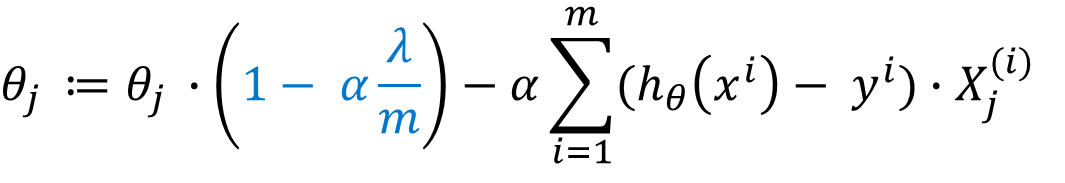 θ_j := θ_j · (1 − α λ/m) − α ∑_{i=1}^{m} (h_θ(x^i) − y^i) · X_j^{(i)}